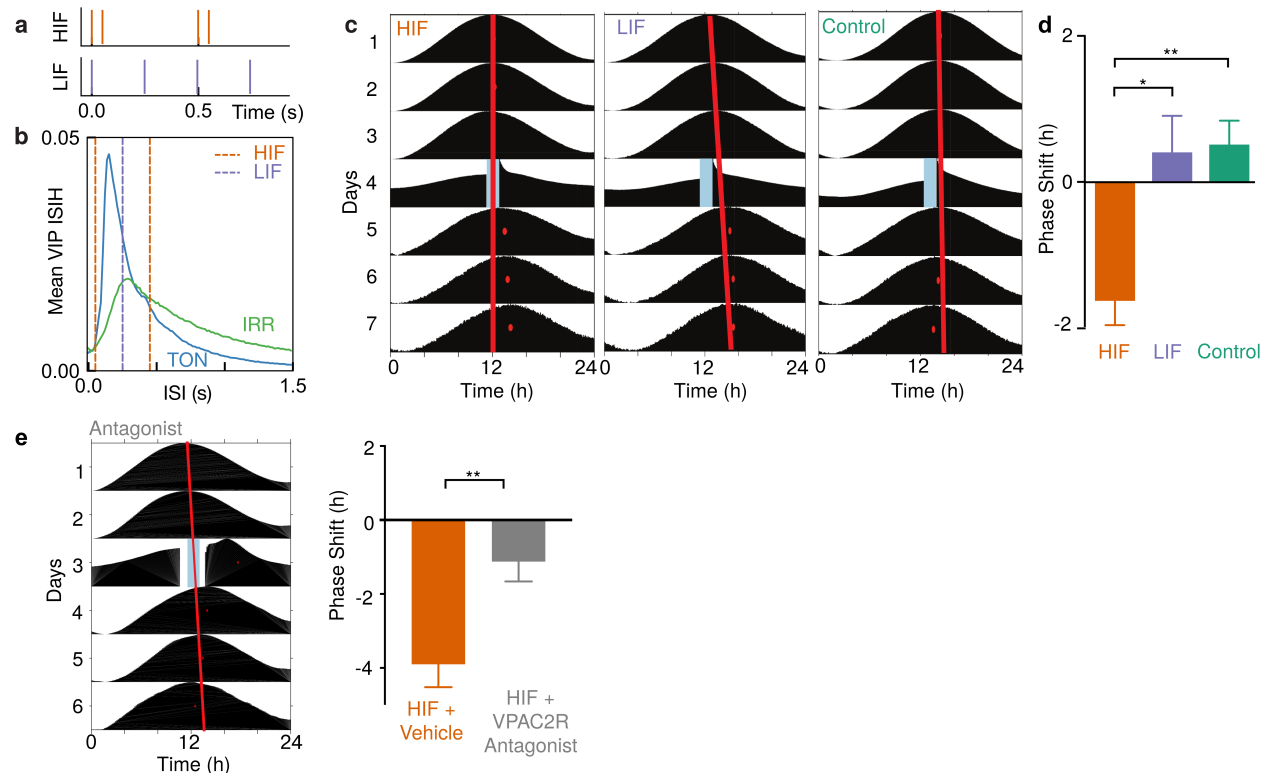 a
HIF
LIF
0.0 0.5 Time (s)
b
0.05
HIF
LIF
Mean VIP ISIH
IRR
TON
0.00
0.0 1.5
ISI (s)
c
HIF LIF Control
Days
1
2
3
4
5
6
7
0 12 24 0 12 24 0 12 24
Time (h) Time (h) Time (h)
d
2
**
*
0
-2
Phase Shift (h)
HIF LIF Control
e
Antagonist
Days
1
2
3
4
5
6
0 12 24
Time (h)
2
**
0
-2
-4
Phase Shift (h)
HIF +
Vehicle
HIF +
VPAC2R
Antagonist